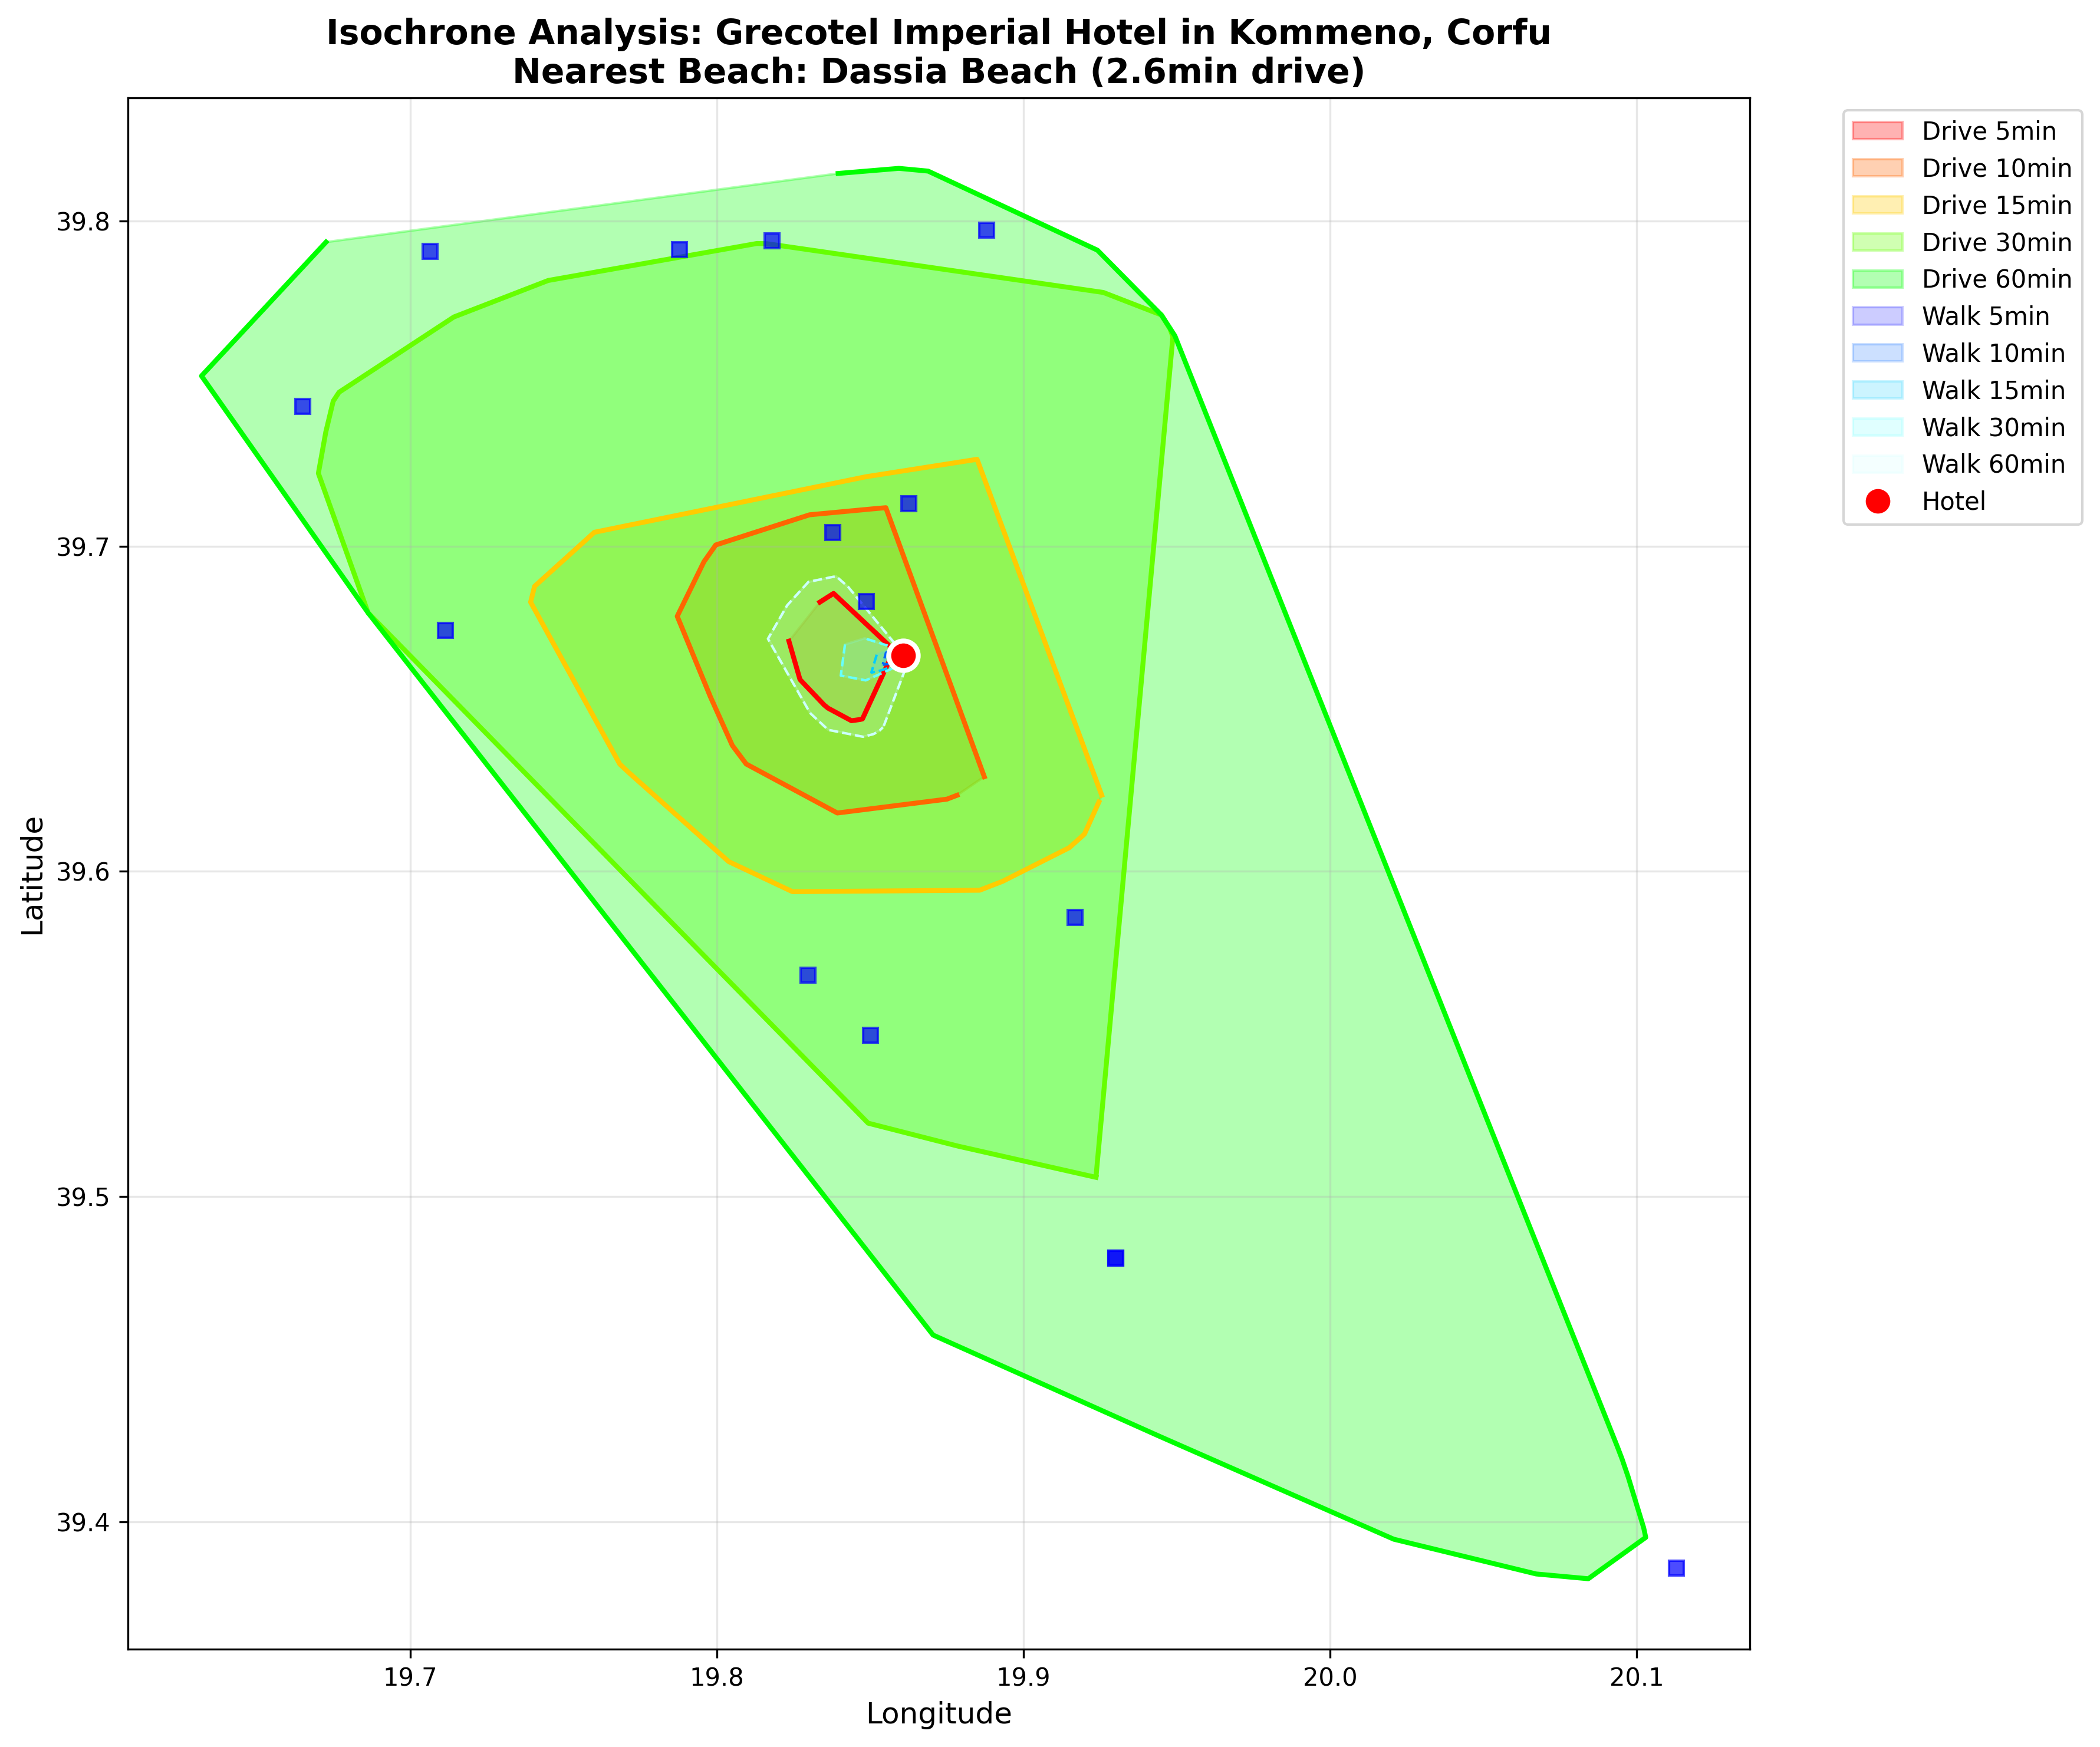 Isochrone Analysis: Grecotel Imperial Hotel in Kommeno, Corfu
Nearest Beach: Dassia Beach (2.6min drive)
Drive 5min
Drive 10min
Drive 15min
Drive 30min
Drive 60min
Walk 5min
Walk 10min
Walk 15min
Walk 30min
Walk 60min
Hotel
Latitude
39.8
39.7
39.6
39.5
39.4
19.7
19.8
19.9
20.0
20.1
Longitude